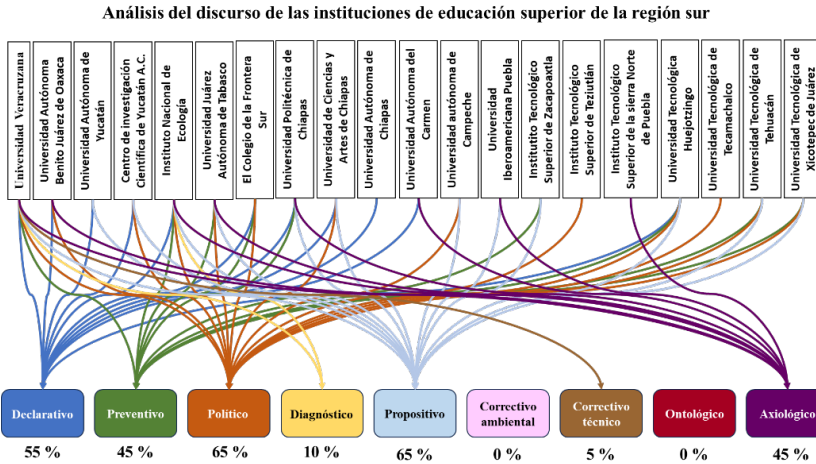 Análisis del discurso de las instituciones de educación superior de la región sur
Universidad Veracruzana
Universidad Autónoma
Benito Juárez de Oaxaca
Universidad Autónoma de
Yucatán
Centro de investigación
Científica de Yucatán A.C.
Instituto Nacional de
Ecología
Universidad Juárez
Autónoma de Tabasco
El Colegio de la Frontera
Sur
Universidad Politécnica de
Chiapas
Universidad de Ciencias y
Artes de Chiapas
Universidad Autónoma de
Chiapas
Universidad Autónoma del
Carmen
Universidad autónoma de
Campeche
Universidad
Iberoamericana Puebla
Institutito Tecnológico
Superior de Zacapoaxtla
Instituto Tecnológico
Superior de Teziutlán
Instituto Tecnológico
Superior de la sierra Norte
de Puebla
Universidad Tecnológica
Huejotzingo
Universidad Tecnológica de
Tecamachalco
Universidad Tecnológica de
Tehuacán
Universidad Tecnológica de
Xicotepec de Juárez
Declarativo
Preventivo
Político
Diagnóstico
Propositivo
Correctivo
ambiental
Correctivo
técnico
Ontológico
Axiológico
55 %
45 %
65 %
10 %
65 %
0 %
5 %
0 %
45 %